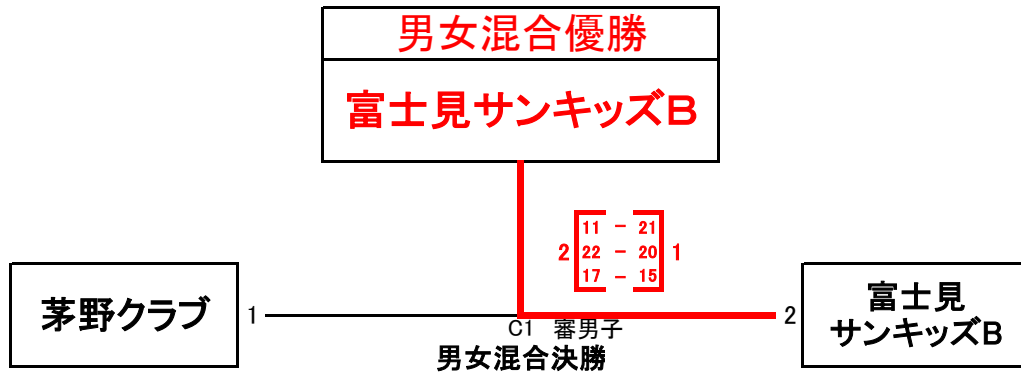 男女混合優勝
富士見サンキッズB
11 - 21
2 22 - 20 1
17 - 15
茅野クラブ 1
2 富士見
サンキッズB
C1 審男子
男女混合決勝